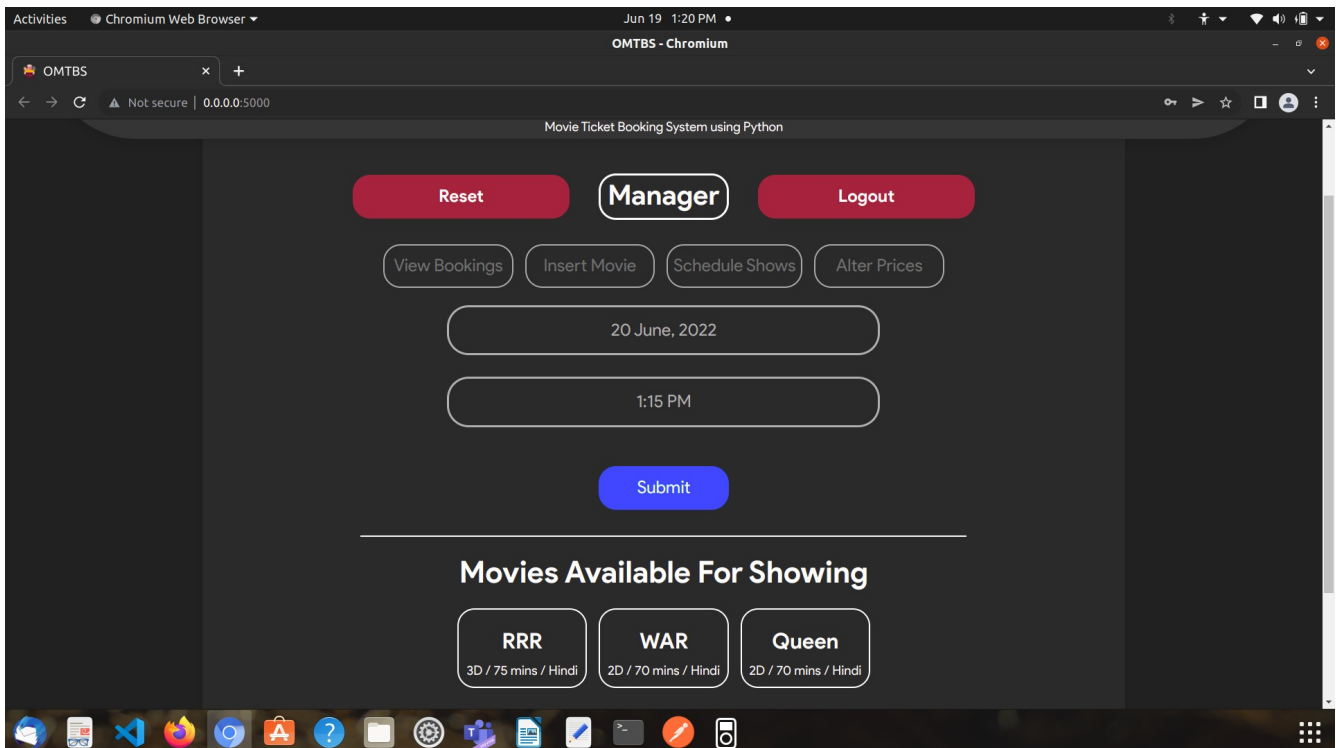 Activities Chromium Web Browser Jun 19 1:20 PM
OMTBS - Chromium
OMTBS
Not secure | 0.0.0.0:5000
Movie Ticket Booking System using Python
Reset Manager Logout
View Bookings Insert Movie Schedule Shows Alter Prices
20 June, 2022
1:15 PM
Submit
Movies Available For Showing
RRR WAR Queen
3D / 75 mins / Hindi 2D / 70 mins / Hindi 2D / 70 mins / Hindi